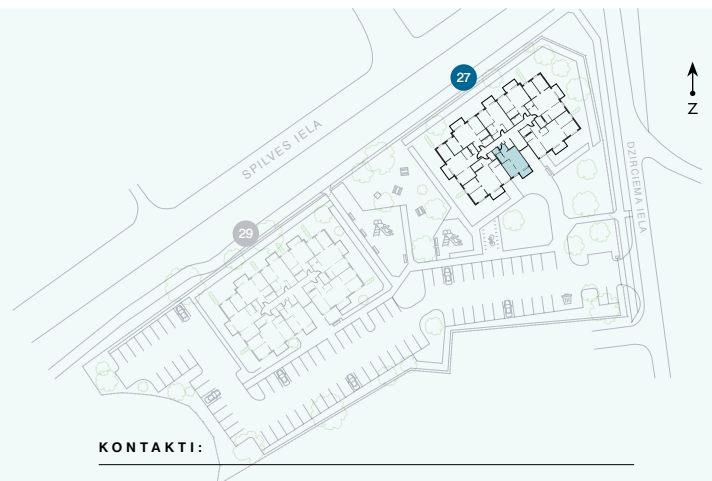 27
Z
SPILVES IELA
DZIRCIEMA IELA
29
KONTAKTI: